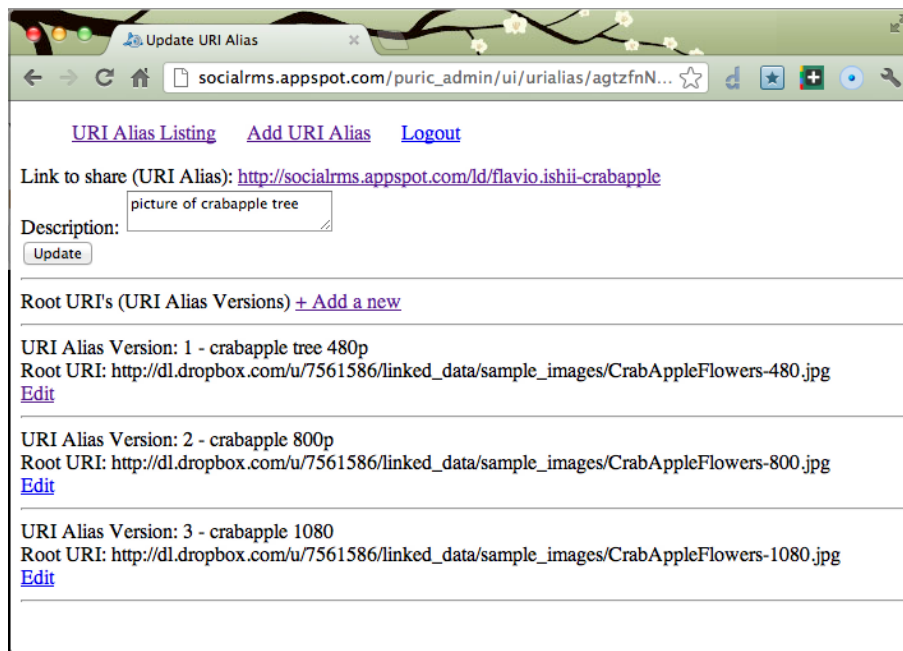 Update URI Alias
socialrms.appspot.com/puric_admin/ui/urialias/agtzfnN...
URI Alias Listing Add URI Alias Logout
Link to share (URI Alias): http://socialrms.appspot.com/ld/flavio.ishii-crabapple
Description: picture of crabapple tree
Update
Root URI's (URI Alias Versions) + Add a new
URI Alias Version: 1 - crabapple tree 480p
Root URI: http://dl.dropbox.com/u/7561586/linked_data/sample_images/CrabAppleFlowers-480.jpg
Edit
URI Alias Version: 2 - crabapple 800p
Root URI: http://dl.dropbox.com/u/7561586/linked_data/sample_images/CrabAppleFlowers-800.jpg
Edit
URI Alias Version: 3 - crabapple 1080
Root URI: http://dl.dropbox.com/u/7561586/linked_data/sample_images/CrabAppleFlowers-1080.jpg
Edit